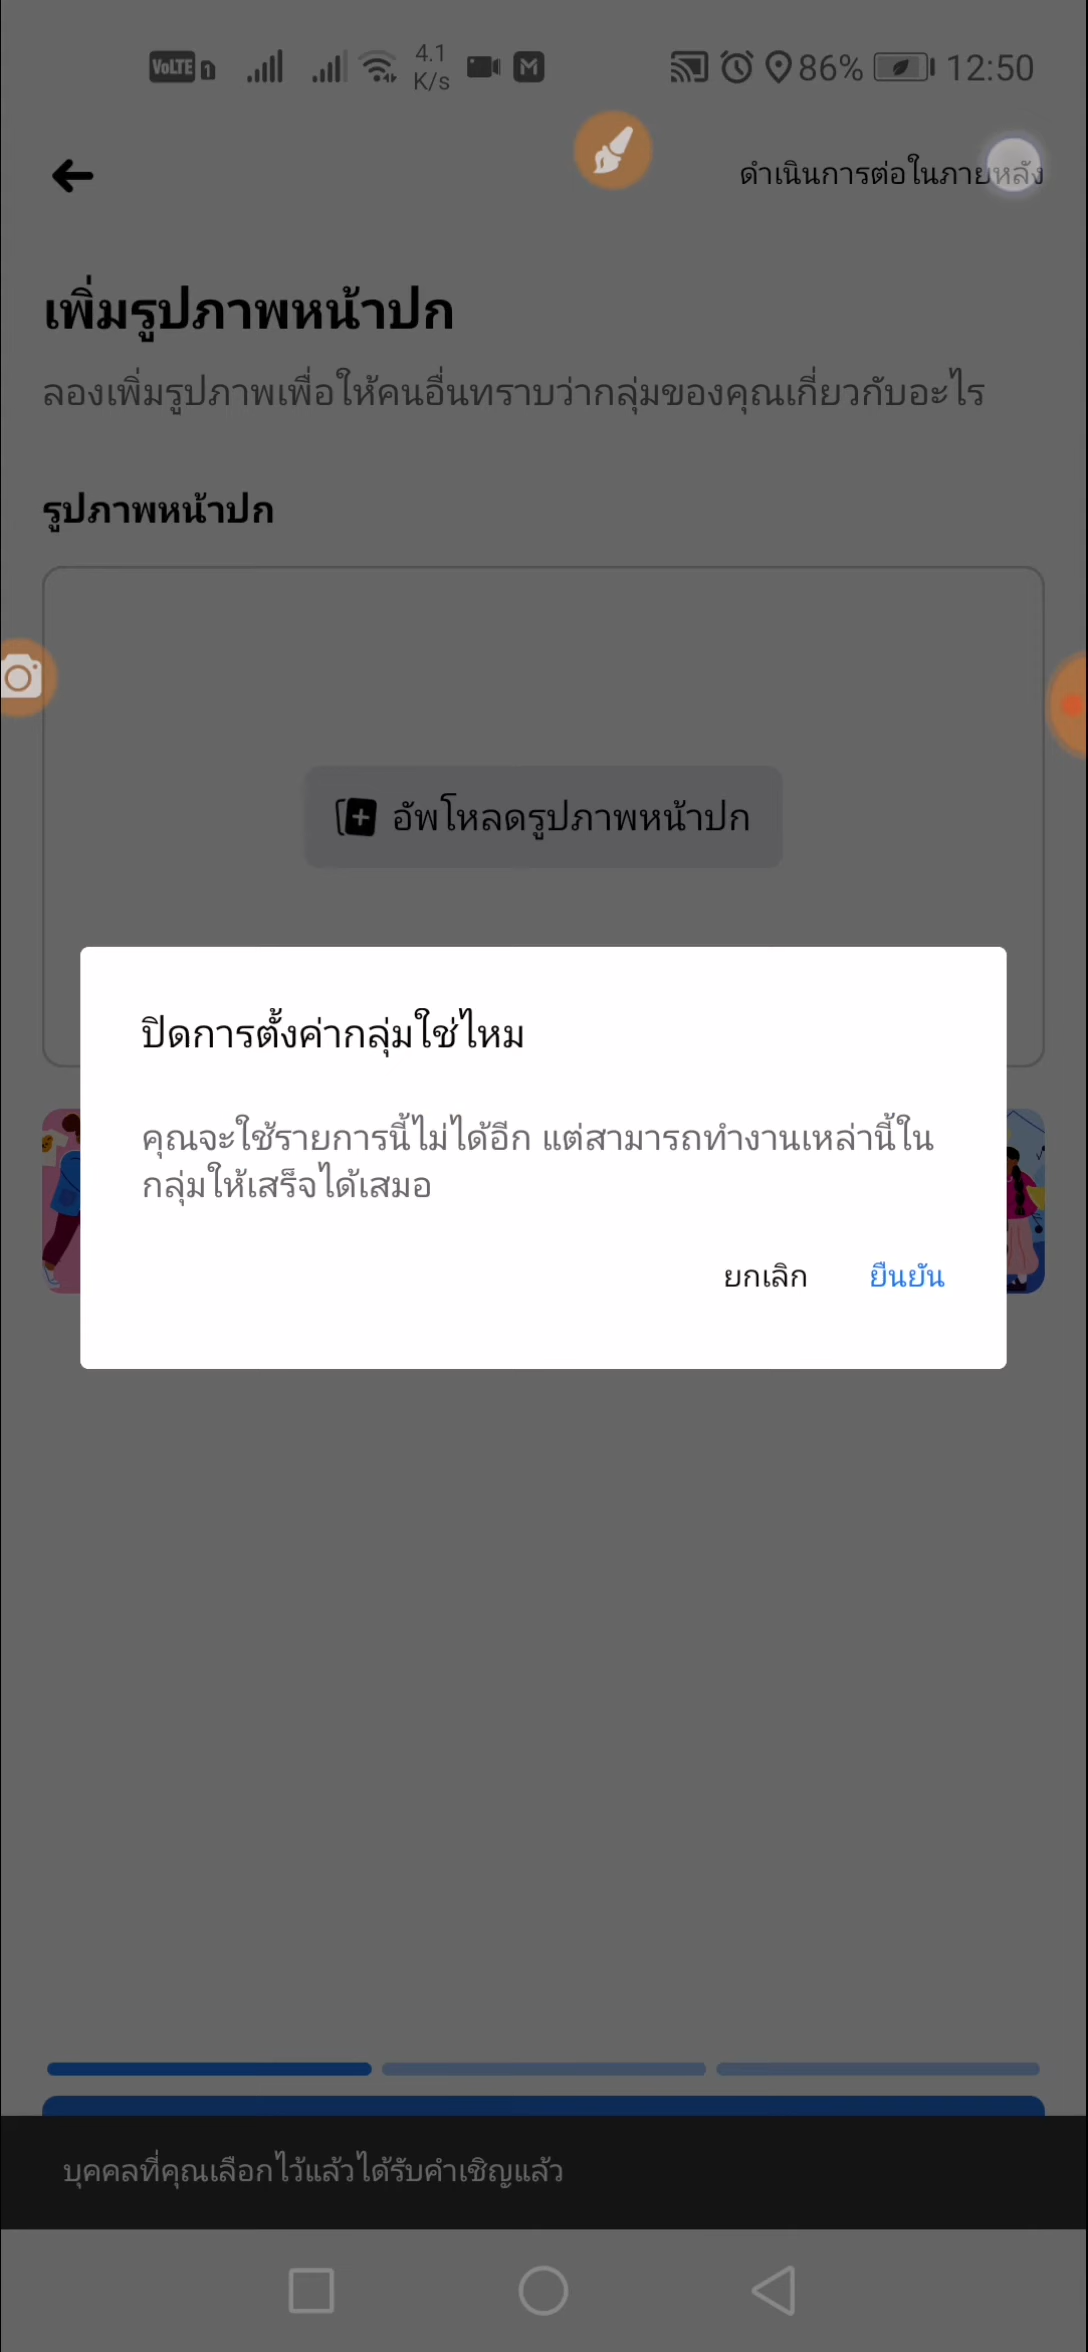 VoLTE 1 4.1 K/s M 86% 12:50
ดำเนินการต่อในภายหลัง
เพิ่มรูปภาพหน้าปก
ลองเพิ่มรูปภาพเพื่อให้คนอื่นทราบว่ากลุ่มของคุณเกี่ยวกับอะไร
รูปภาพหน้าปก
อัพโหลดรูปภาพหน้าปก
ปิดการตั้งค่ากลุ่มใช่ไหม
คุณจะใช้รายการนี้ไม่ได้อีก แต่สามารถทำงานเหล่านี้ใน
กลุ่มให้เสร็จได้เสมอ
ยกเลิก ยืนยัน
บุคคลที่คุณเลือกไว้แล้วได้รับคำเชิญแล้ว